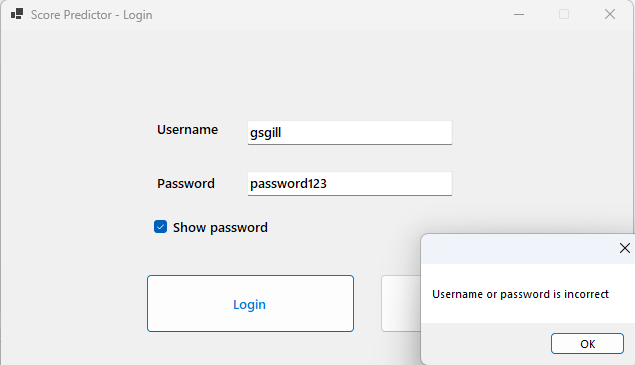 Score Predictor - Login
Username
gsgill
Password
password123
Show password
Login
Username or password is incorrect
OK